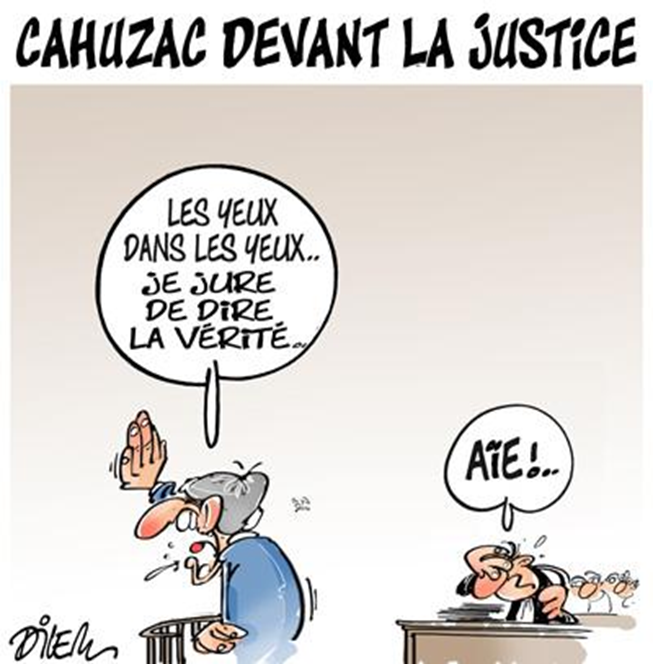 CAHUZAC DEVANT LA JUSTICE
LES YEUX
DANS LES YEUX..
JE JURE
DE DIRE
LA VÉRITÉ...
AÏE!..
DiLEM